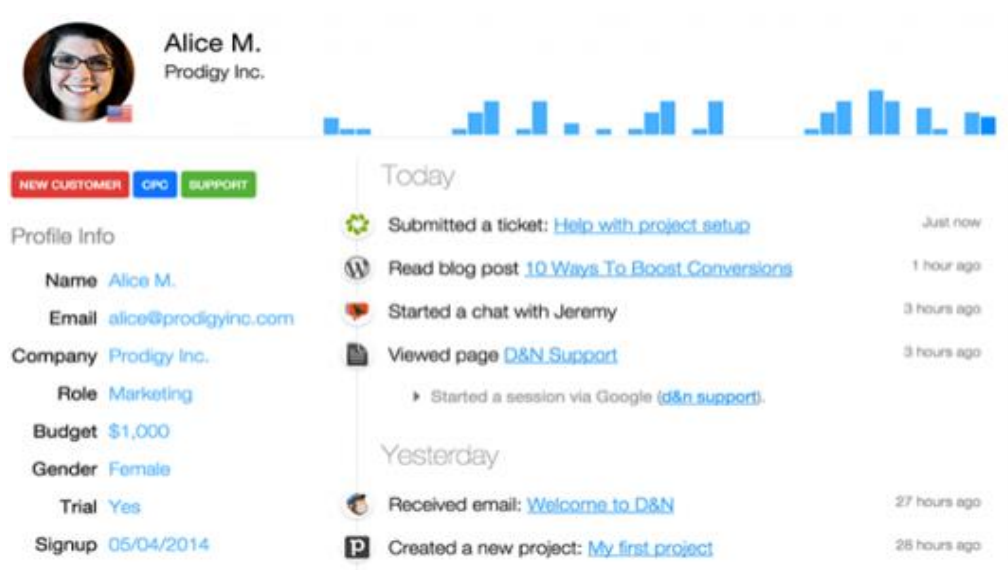 Alice M.
Prodigy Inc.
NEW CUSTOMER CPC SUPPORT
Profile Info
Name Alice M.
Email alice@prodigyinc.com
Company Prodigy Inc.
Role Marketing
Budget $1,000
Gender Female
Trial Yes
Signup 05/04/2014
Today
Submitted a ticket: Help with project setup Just now
Read blog post 10 Ways To Boost Conversions 1 hour ago
Started a chat with Jeremy 3 hours ago
Viewed page D&N Support 3 hours ago
Started a session via Google (d&n support).
Yesterday
Received email: Welcome to D&N 27 hours ago
Created a new project: My first project 28 hours ago